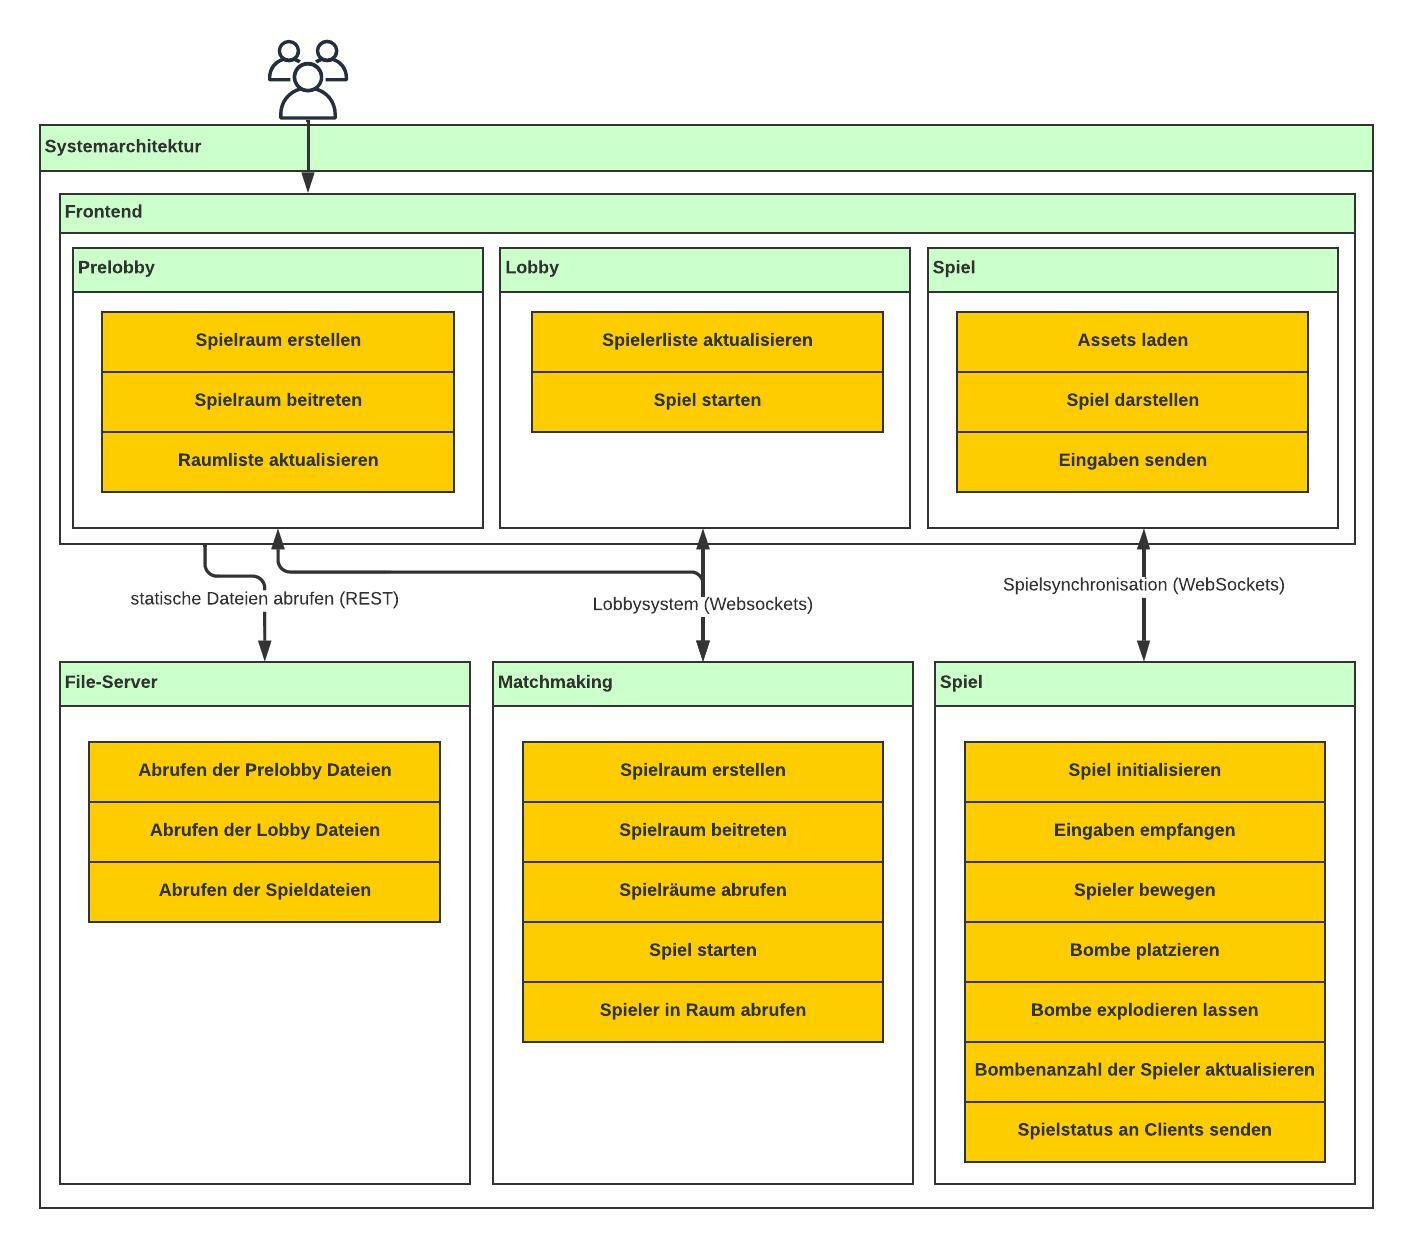 Systemarchitektur
Frontend
Prelobby
Spielraum erstellen
Spielraum beitreten
Raumliste aktualisieren
Lobby
Spielerliste aktualisieren
Spiel starten
Spiel
Assets laden
Spiel darstellen
Eingaben senden
statische Dateien abrufen (REST)
Lobbysystem (Websockets)
Spielsynchronisation (WebSockets)
File-Server
Abrufen der Prelobby Dateien
Abrufen der Lobby Dateien
Abrufen der Spieldateien
Matchmaking
Spielraum erstellen
Spielraum beitreten
Spielräume abrufen
Spiel starten
Spieler in Raum abrufen
Spiel
Spiel initialisieren
Eingaben empfangen
Spieler bewegen
Bombe platzieren
Bombe explodieren lassen
Bombenanzahl der Spieler aktualisieren
Spielstatus an Clients senden